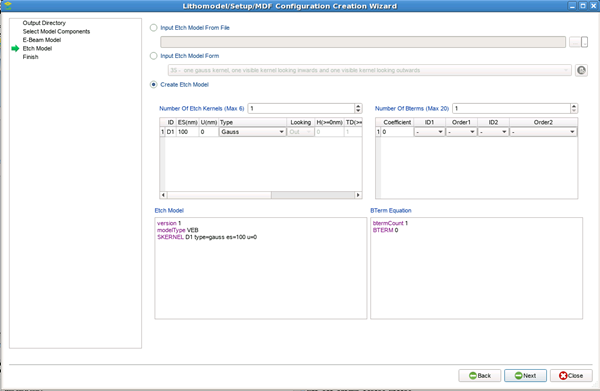 Lithomodel/Setup/MDF Configuration Creation Wizard
Output Directory
Select Model Components
E-Beam Model
Etch Model
Finish
Input Etch Model From File
Input Etch Model Form
35 - one gauss kernel, one visible kernel looking inwards and one visible kernel looking outwards
Create Etch Model
Number Of Etch Kernels (Max 6) 1
Number Of Bterms (Max 20) 1
ID ES(nm) U(nm) Type Looking H(>=0nm) TD(>=
1 D1 100 0 Gauss Out 0 1
Coefficient ID1 Order1 ID2 Order2
1 0 - - - -
Etch Model
version 1
modelType VEB
SKERNEL D1 type=gauss es=100 u=0
BTerm Equation
btermCount 1
BTERM 0
Back Next Close